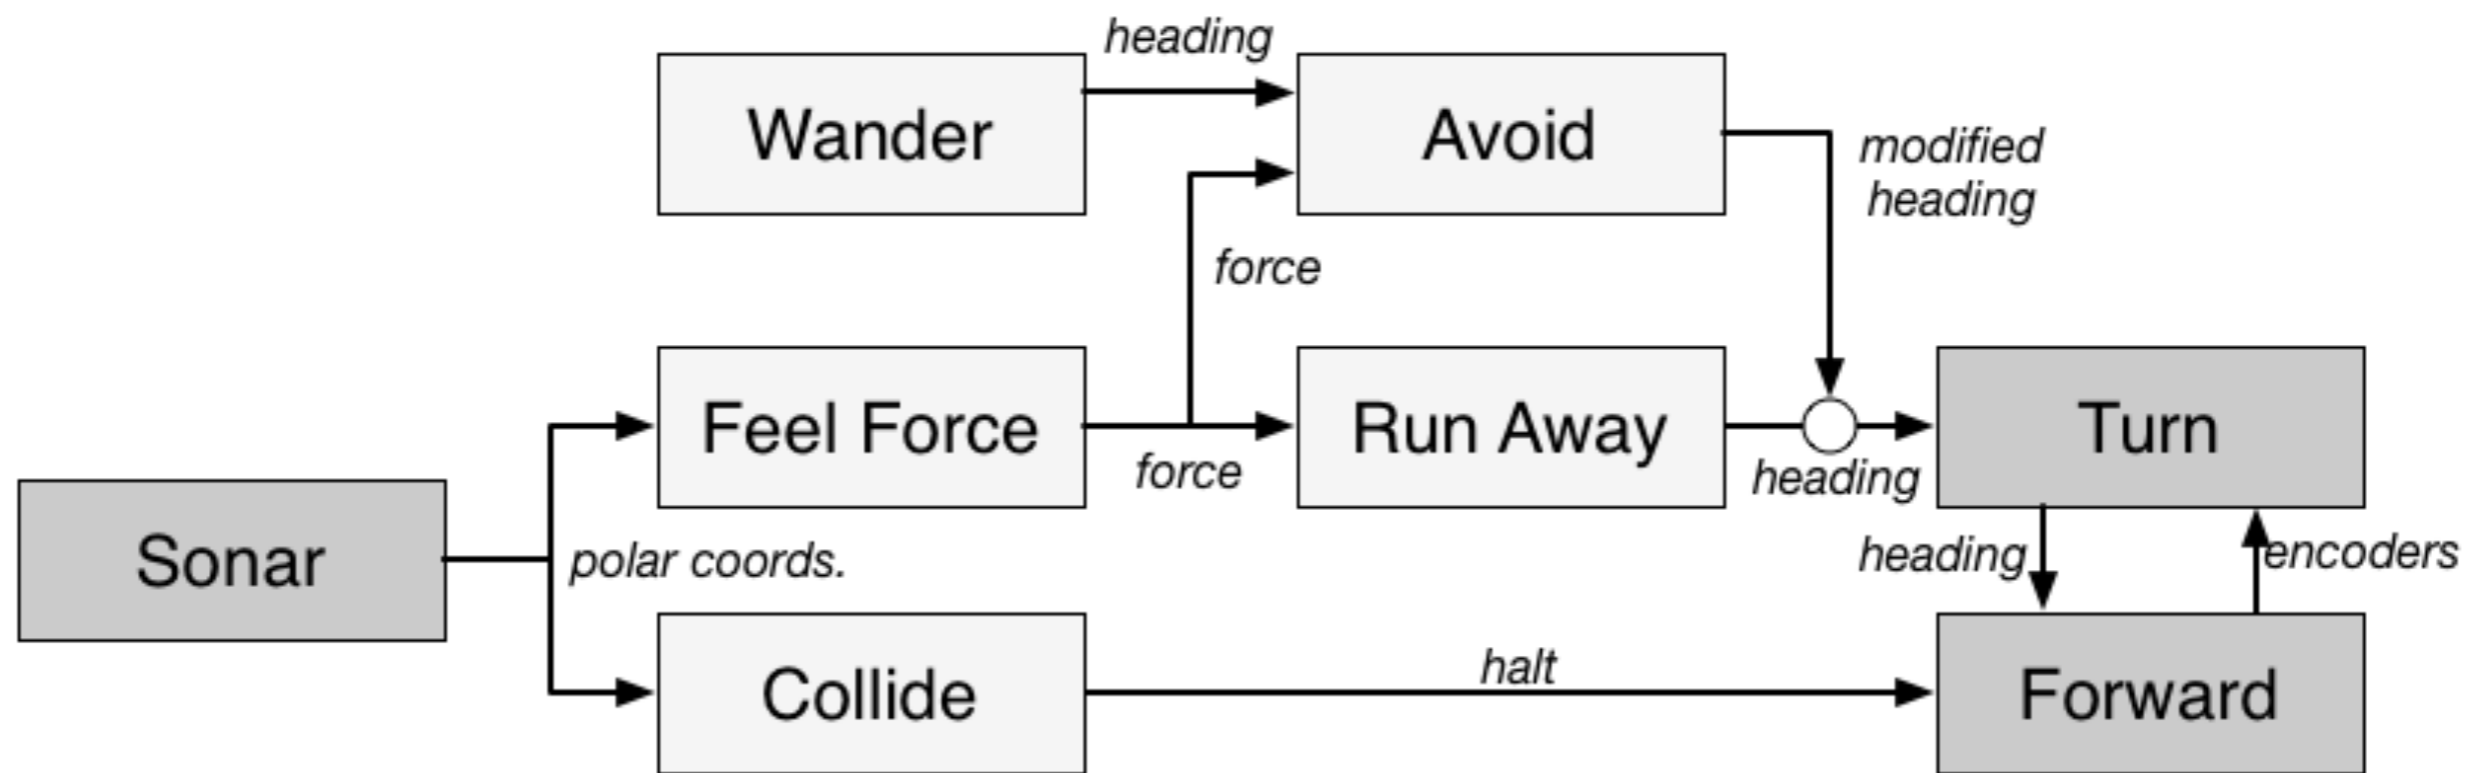 heading
Wander
Avoid
modified
heading
force
Feel Force
Run Away
Turn
force
heading
Sonar
polar coords.
heading
encoders
Collide
halt
Forward